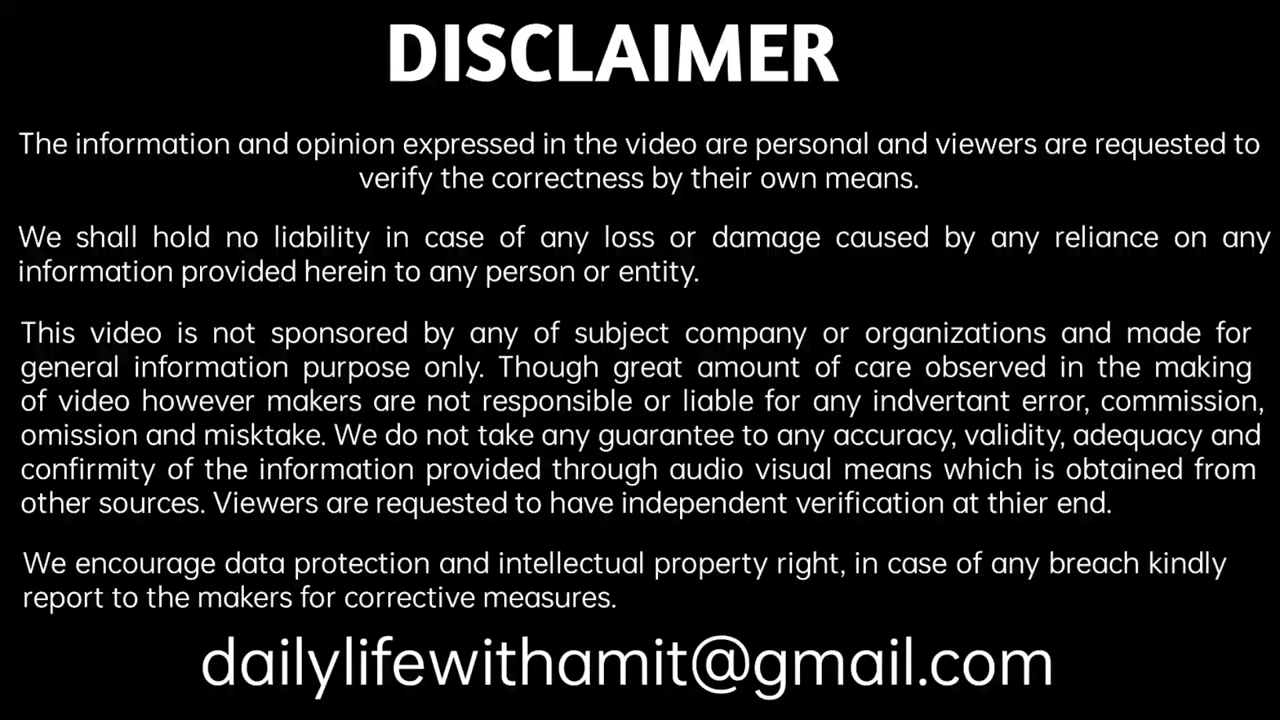 DISCLAIMER
The information and opinion expressed in the video are personal and viewers are requested to
verify the correctness by their own means.
We shall hold no liability in case of any loss or damage caused by any reliance on any
information provided herein to any person or entity.
This video is not sponsored by any of subject company or organizations and made for
general information purpose only. Though great amount of care observed in the making
of video however makers are not responsible or liable for any indvertant error, commission,
omission and misktake. We do not take any guarantee to any accuracy, validity, adequacy and
confirmity of the information provided through audio visual means which is obtained from
other sources. Viewers are requested to have independent verification at thier end.
We encourage data protection and intellectual property right, in case of any breach kindly
report to the makers for corrective measures.
dailylifewithamit@gmail.com